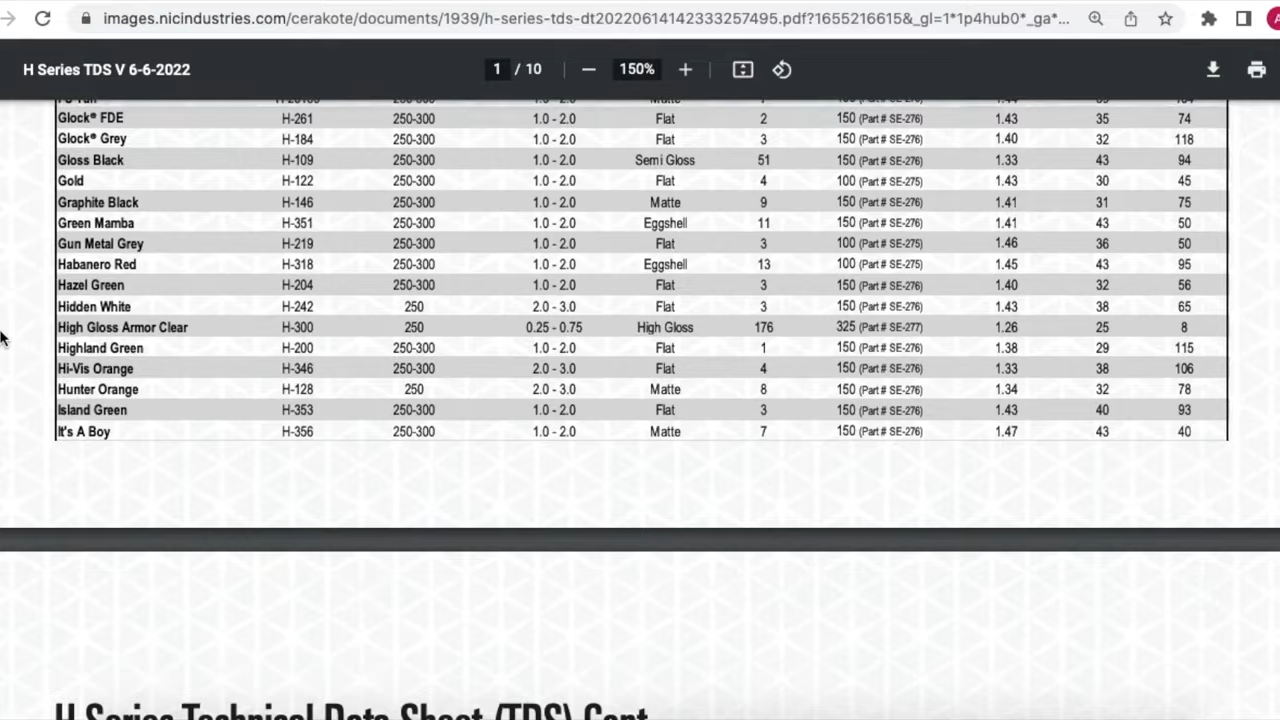 images.nicindustries.com/cerakote/documents/1939/h-series-tds-dt20220614142333257495.pdf?1655216615&_gl=1*1p4hub0*_ga*...
H Series TDS V 6-6-2022 1 / 10 150%
Glock® FDE H-261 250-300 1.0 - 2.0 Flat 2 150 (Part # SE-276) 1.43 35 74
Glock® Grey H-184 250-300 1.0 - 2.0 Flat 3 150 (Part # SE-276) 1.40 32 118
Gloss Black H-109 250-300 1.0 - 2.0 Semi Gloss 51 150 (Part # SE-276) 1.33 43 94
Gold H-122 250-300 1.0 - 2.0 Flat 4 100 (Part # SE-275) 1.43 30 45
Graphite Black H-146 250-300 1.0 - 2.0 Matte 9 150 (Part # SE-276) 1.41 31 75
Green Mamba H-351 250-300 1.0 - 2.0 Eggshell 11 150 (Part # SE-276) 1.41 43 50
Gun Metal Grey H-219 250-300 1.0 - 2.0 Flat 3 100 (Part # SE-275) 1.46 36 50
Habanero Red H-318 250-300 1.0 - 2.0 Eggshell 13 100 (Part # SE-275) 1.45 43 95
Hazel Green H-204 250-300 1.0 - 2.0 Flat 3 150 (Part # SE-276) 1.40 32 56
Hidden White H-242 250 2.0 - 3.0 Flat 3 150 (Part # SE-276) 1.43 38 65
High Gloss Armor Clear H-300 250 0.25 - 0.75 High Gloss 176 325 (Part # SE-277) 1.26 25 8
Highland Green H-200 250-300 1.0 - 2.0 Flat 1 150 (Part # SE-276) 1.38 29 115
Hi-Vis Orange H-346 250-300 2.0 - 3.0 Flat 4 150 (Part # SE-276) 1.33 38 106
Hunter Orange H-128 250 2.0 - 3.0 Matte 8 150 (Part # SE-276) 1.34 32 78
Island Green H-353 250-300 1.0 - 2.0 Flat 3 150 (Part # SE-276) 1.43 40 93
It's A Boy H-356 250-300 1.0 - 2.0 Matte 7 150 (Part # SE-276) 1.47 43 40
H Series Technical Data Sheet (TDS) Cont